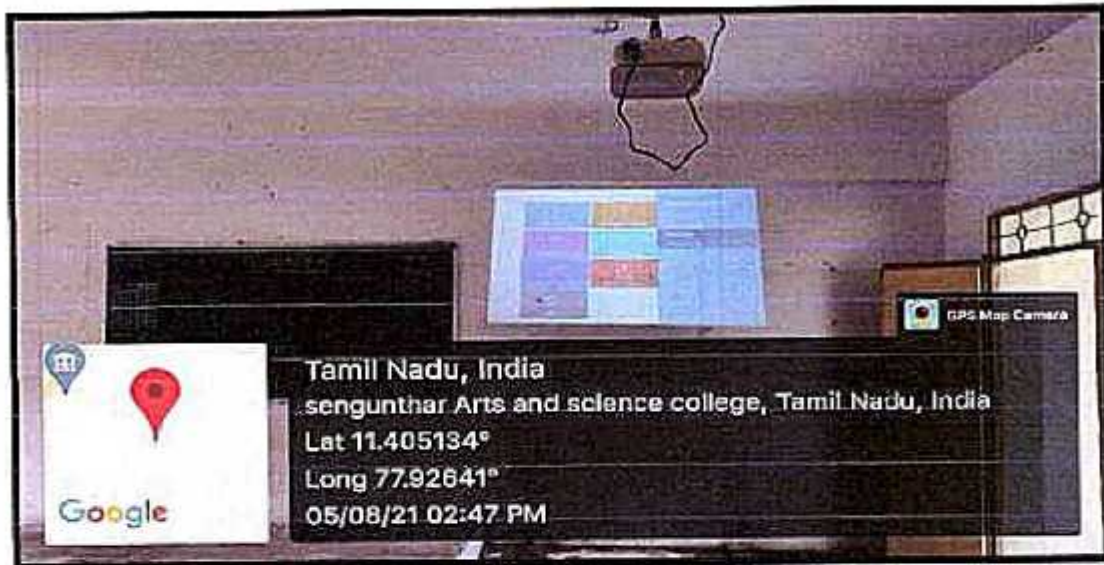 GPS Map Camera
Tamil Nadu, India
sengunthar Arts and science college, Tamil Nadu, India
Lat 11.405134°
Long 77.92641°
05/08/21 02:47 PM
Google